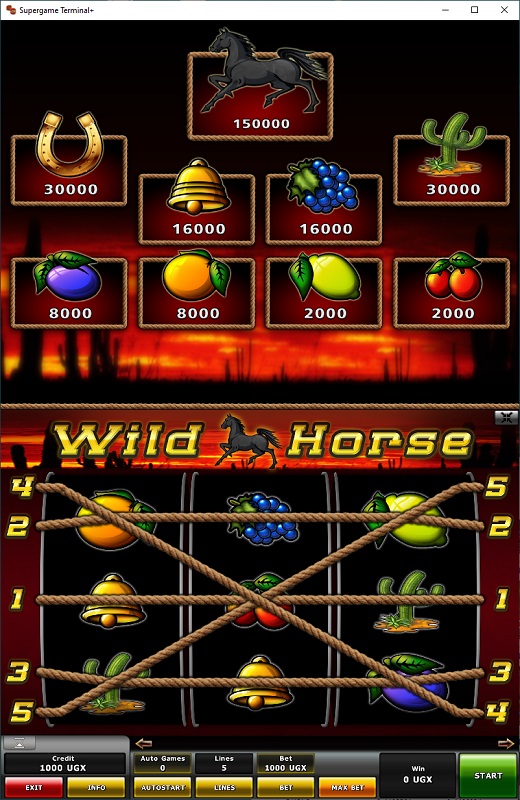 Supergame Terminal+
150000
30000
30000
16000
16000
8000
8000
2000
2000
Wild Horse
4 5
2 2
1 1
3 3
5 4
Credit
1000 UGX
Auto Games
0
Lines
5
Bet
1000 UGX
Win
0 UGX
START
EXIT
INFO
AUTOSTART
LINES
BET
MAX BET